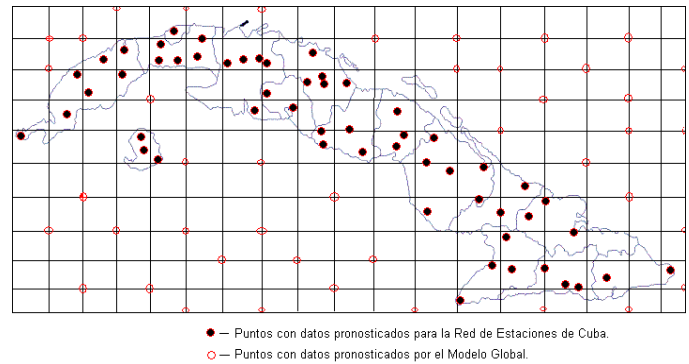 — Puntos con datos pronosticados para la Red de Estaciones de Cuba.
— Puntos con datos pronosticados por el Modelo Global.